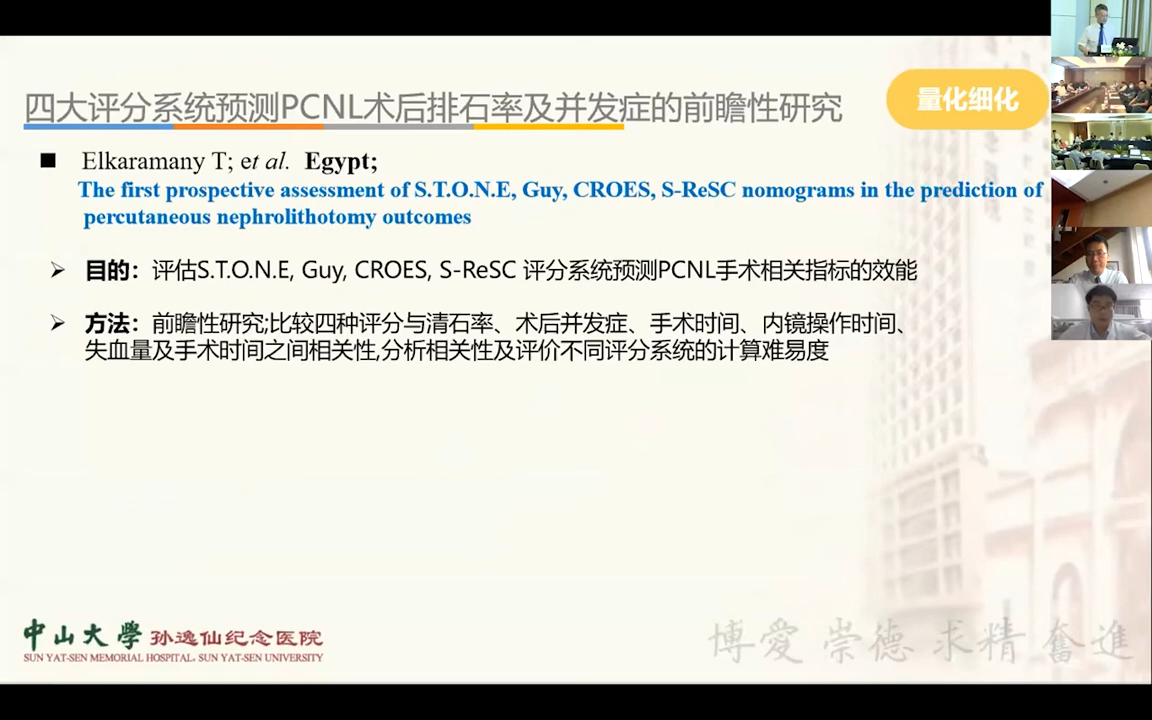 四大评分系统预测PCNL术后排石率及并发症的前瞻性研究
量化细化
■ Elkaramany T; et al. Egypt;
The first prospective assessment of S.T.O.N.E, Guy, CROES, S-ReSC nomograms in the prediction of
percutaneous nephrolithotomy outcomes
➢ 目的：评估S.T.O.N.E, Guy, CROES, S-ReSC 评分系统预测PCNL手术相关指标的效能
➢ 方法：前瞻性研究;比较四种评分与清石率、术后并发症、手术时间、内镜操作时间、
失血量及手术时间之间相关性,分析相关性及评价不同评分系统的计算难易度
中山大學 孙逸仙纪念医院
SUN YAT-SEN MEMORIAL HOSPITAL, SUN YAT-SEN UNIVERSITY
博愛 崇德 求精 奮進